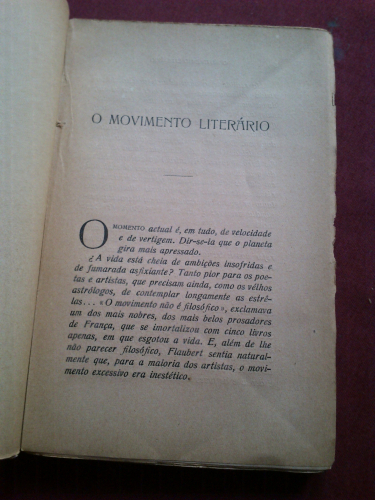 O MOVIMENTO LITERÁRIO
O MOMENTO actual é, em tudo, de velocidade
e de vertigem. Dir-se-ia que o planeta
gira mais apressado.
¿A vida está cheia de ambições insofridas e
de fumarada asfixiante? Tanto pior para os poe-
tas e artistas, que precisam ainda, como os velhos
astrólogos, de contemplar longamente as estrê-
las... «O movimento não é filosófico», exclamava
um dos mais nobres, dos mais belos prosadores
de França, que se imortalizou com cinco livros
apenas, em que esgotou a vida. E, além de lhe
não parecer filosófico, Flaubert sentia natural-
mente que, para a maioria dos artistas, o movi-
mento excessivo era inestético.